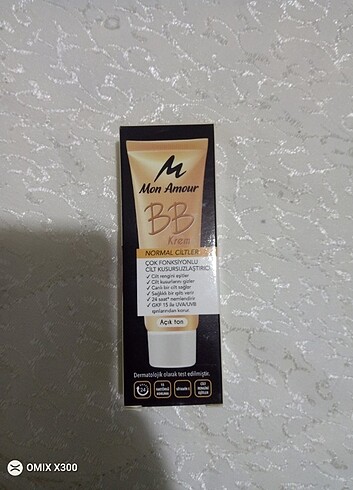 M
Mon Amour
BB
Krem
NORMAL CİLTLER
ÇOK FONKSİYONLU
CİLT KUSURSUZLAŞTIRICI
✓ Cilt rengini eşitler
✓ Cilt kusurlarını gizler
✓ Canlı bir cilt sağlar
✓ Sağlıklı bir ışıltı verir
✓ 24 saat* nemlendirir
✓ GKF 15 ile UVA/UVB
ışınlarından korur.
Açık ton
Dermatolojik olarak test edilmiştir.
24
OMIX X300